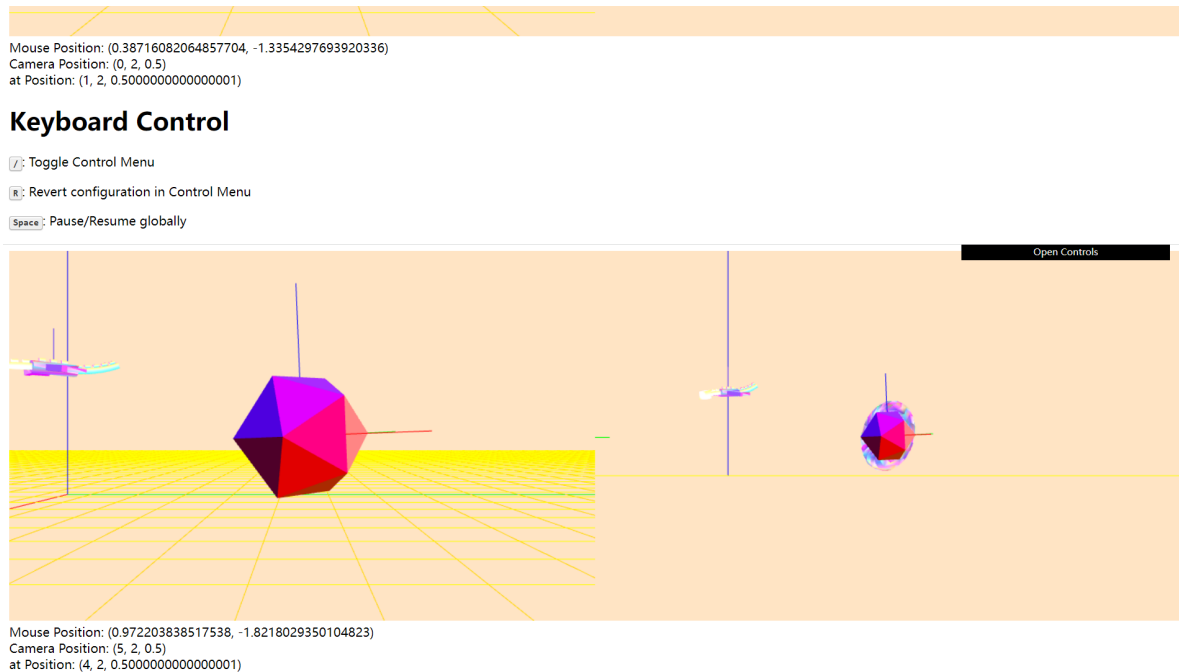 Mouse Position: (0.38716082064857704, -1.3354297693920336)
Camera Position: (0, 2, 0.5)
at Position: (1, 2, 0.5000000000000001)
Keyboard Control
/: Toggle Control Menu
R: Revert configuration in Control Menu
Space: Pause/Resume globally
Open Controls
Mouse Position: (0.972203838517538, -1.8218029350104823)
Camera Position: (5, 2, 0.5)
at Position: (4, 2, 0.5000000000000001)